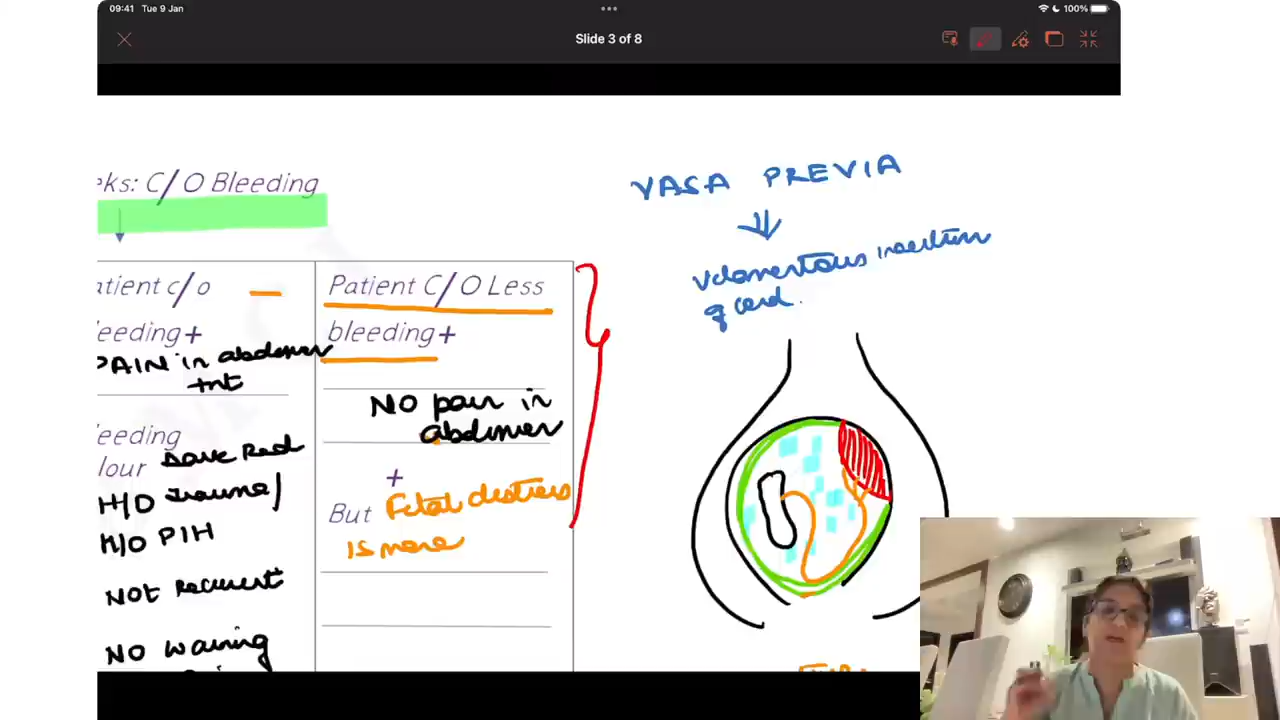 09:41 Tue 9 Jan
100%
Slide 3 of 8
eks: C/O Bleeding
atient c/o
leeding+
PAIN in abdomen
+nt
leeding
lour Dark Red
H/O Trauma/
H/O PIH
NOT Recurrent
NO warning
Patient C/O Less
bleeding+
NO pain in
abdomen
+
But Fetal distress
is more
VASA PREVIA
Velamentous insertion
of cord.